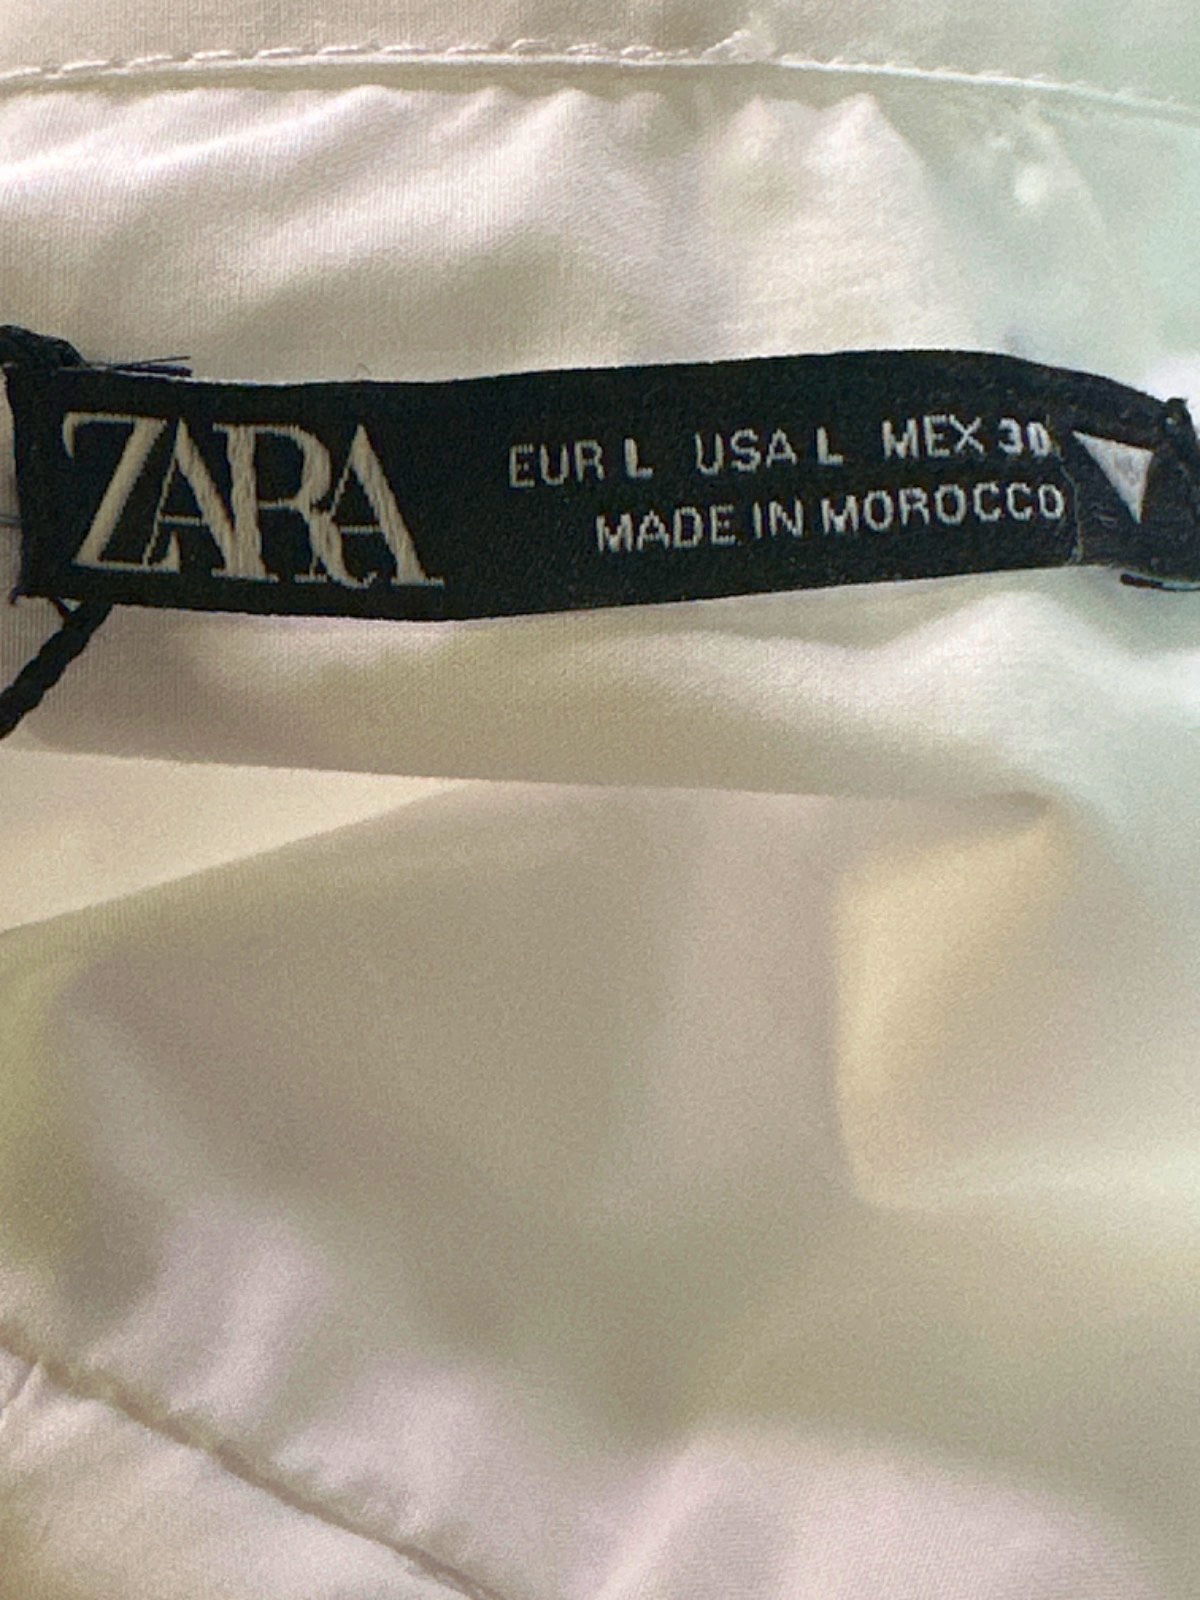 ZARA
EUR L USA L MEX 30
MADE IN MOROCCO